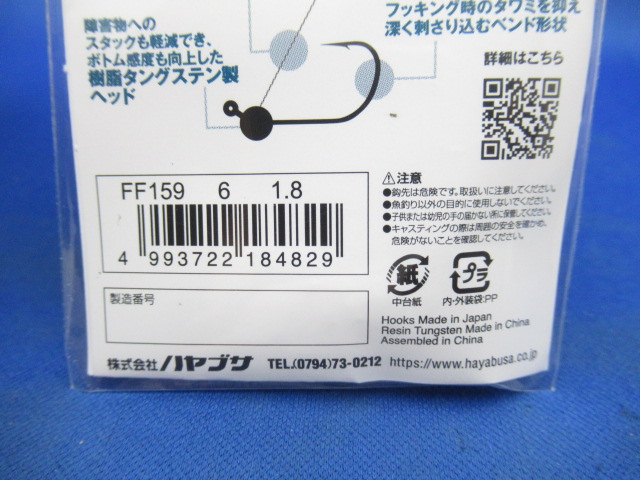 障害物への
スタックも軽減でき、
ボトム感度も向上した
樹脂タングステン製
ヘッド
フッキング時のタワミを抑え
深く刺さり込むベンド形状
詳細はこちら
FF159 6 1.8
4 993722 184829
製造番号
⚠注意
●鈎先は危険です。取扱いに注意してください。
●魚釣り以外の目的に使用しないでください。
●子供または幼児の手の届かない所に保管してください。
●キャスティングの際は周囲の安全を確かめ、
危険がないことを確認してください。
紙
中台紙
プラ
内・外装袋:PP
Hooks Made in Japan
Resin Tungsten Made in China
Assembled in China
株式会社ハヤブサ TEL.(0794)73-0212 https://www.hayabusa.co.jp